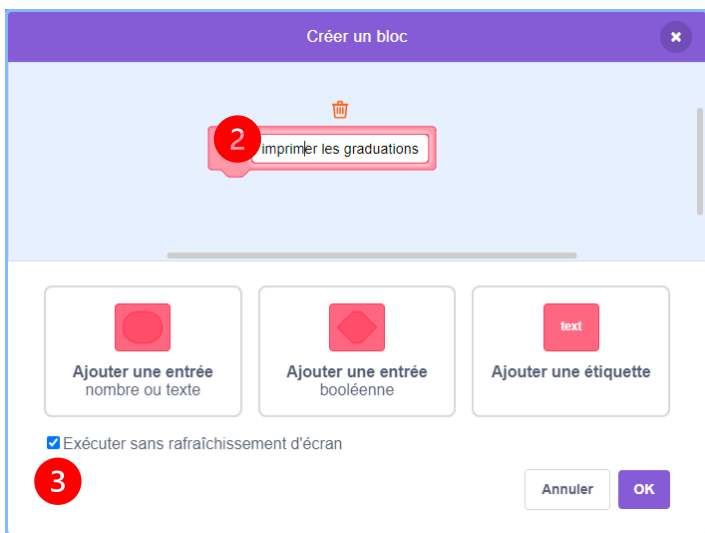 Créer un bloc
2
imprimer les graduations
text
Ajouter une entrée
nombre ou texte
Ajouter une entrée
booléenne
Ajouter une étiquette
Exécuter sans rafraîchissement d'écran
3
Annuler
OK